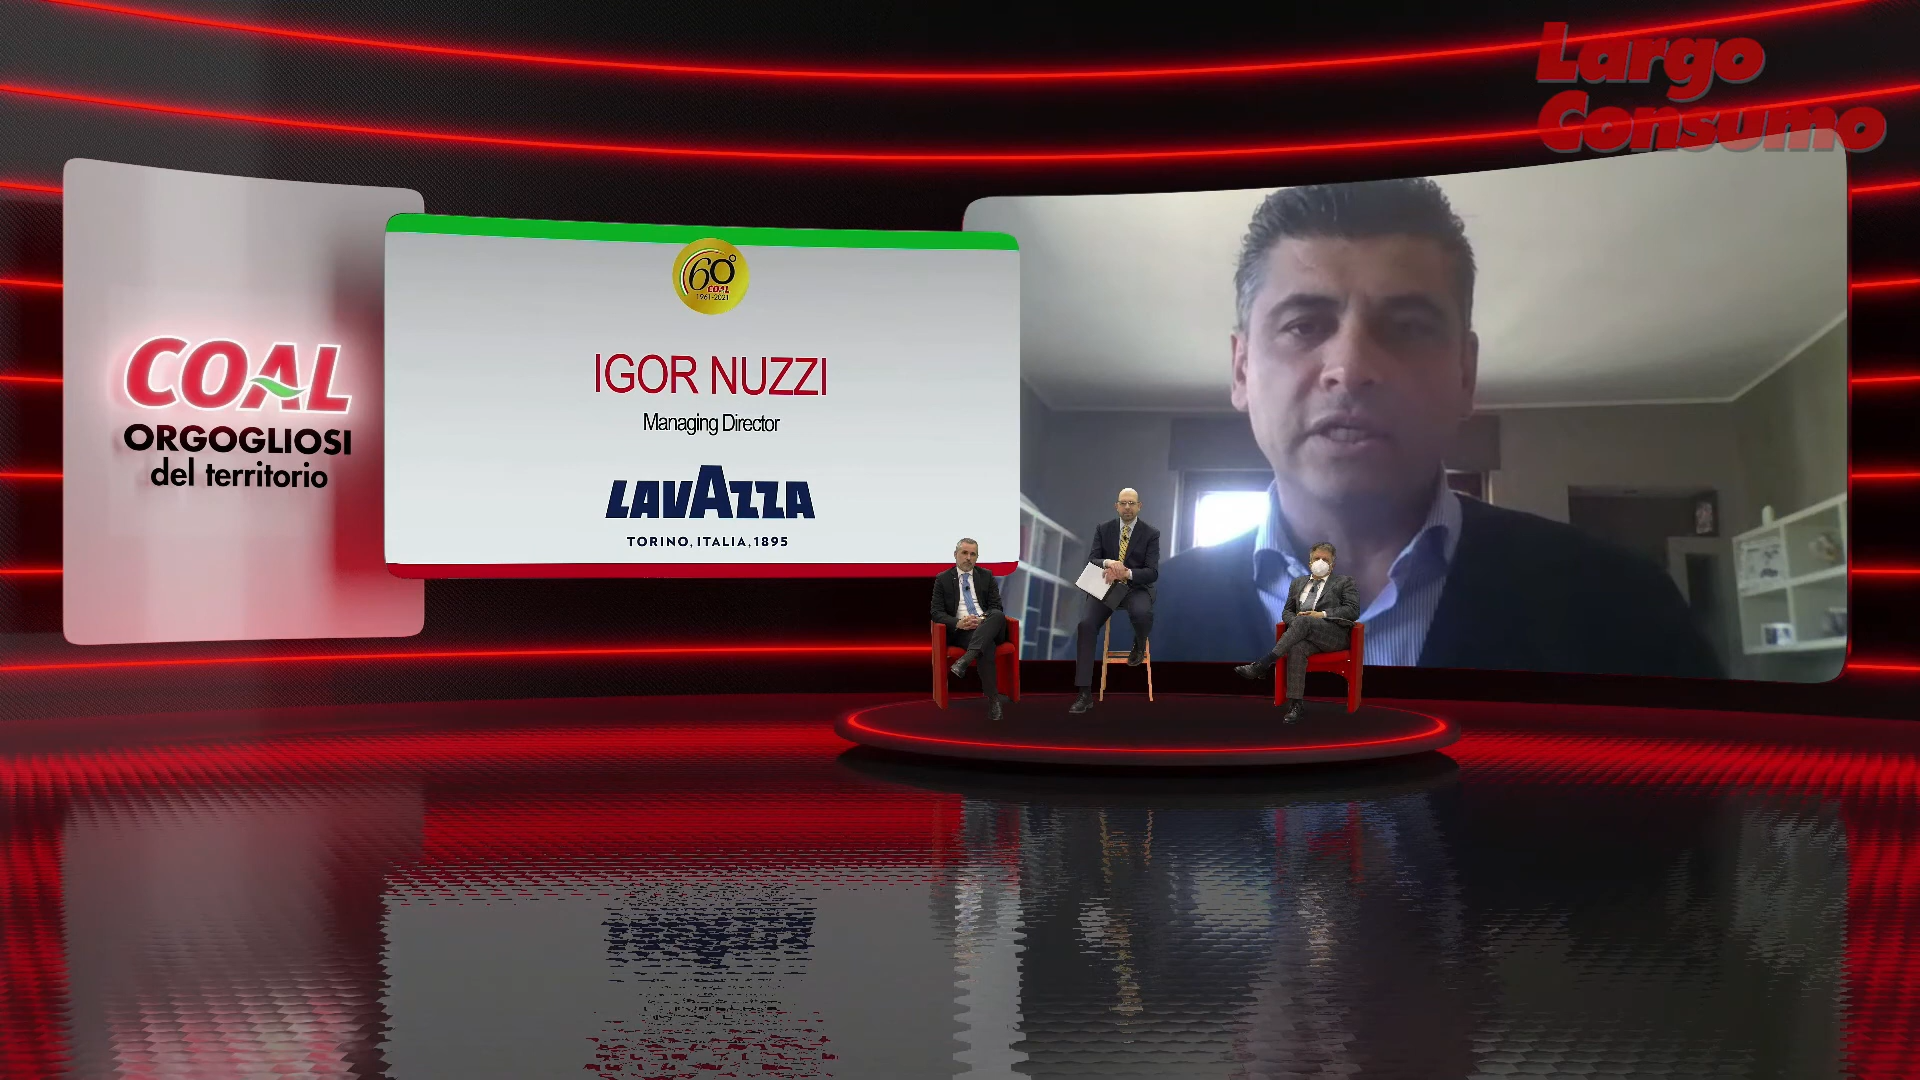 Largo
Consumo
60°
COAL
1961-2021
IGOR NUZZI
Managing Director
LAVAZZA
TORINO, ITALIA, 1895
COAL
ORGOGLIOSI
del territorio